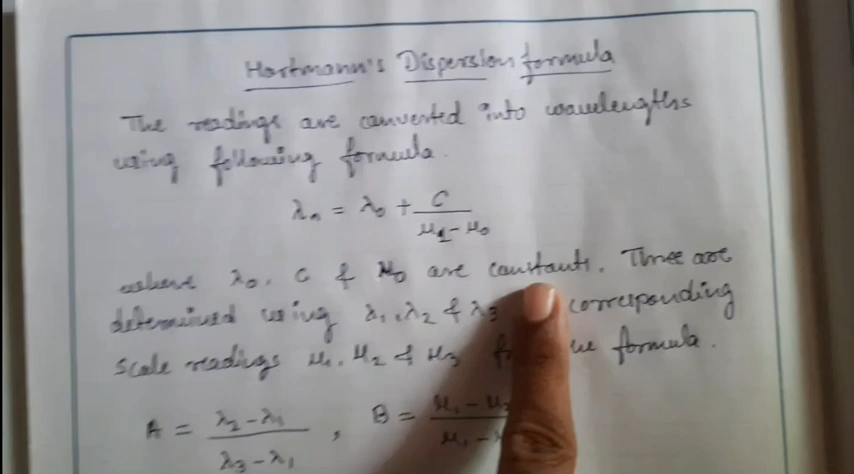 Hartmann's Dispersion formula
The readings are converted into wavelengths
using following formula.
λn = λ0 + C / (μ1 - μ0)
where λ0, C & μ0 are constants. Three are
determined using λ1, λ2 & λ3 corresponding
scale readings μ1, μ2 & μ3 formula.
A = (λ2 - λ1) / (λ3 - λ1) , B = μ1 - μ2 / μ1 -